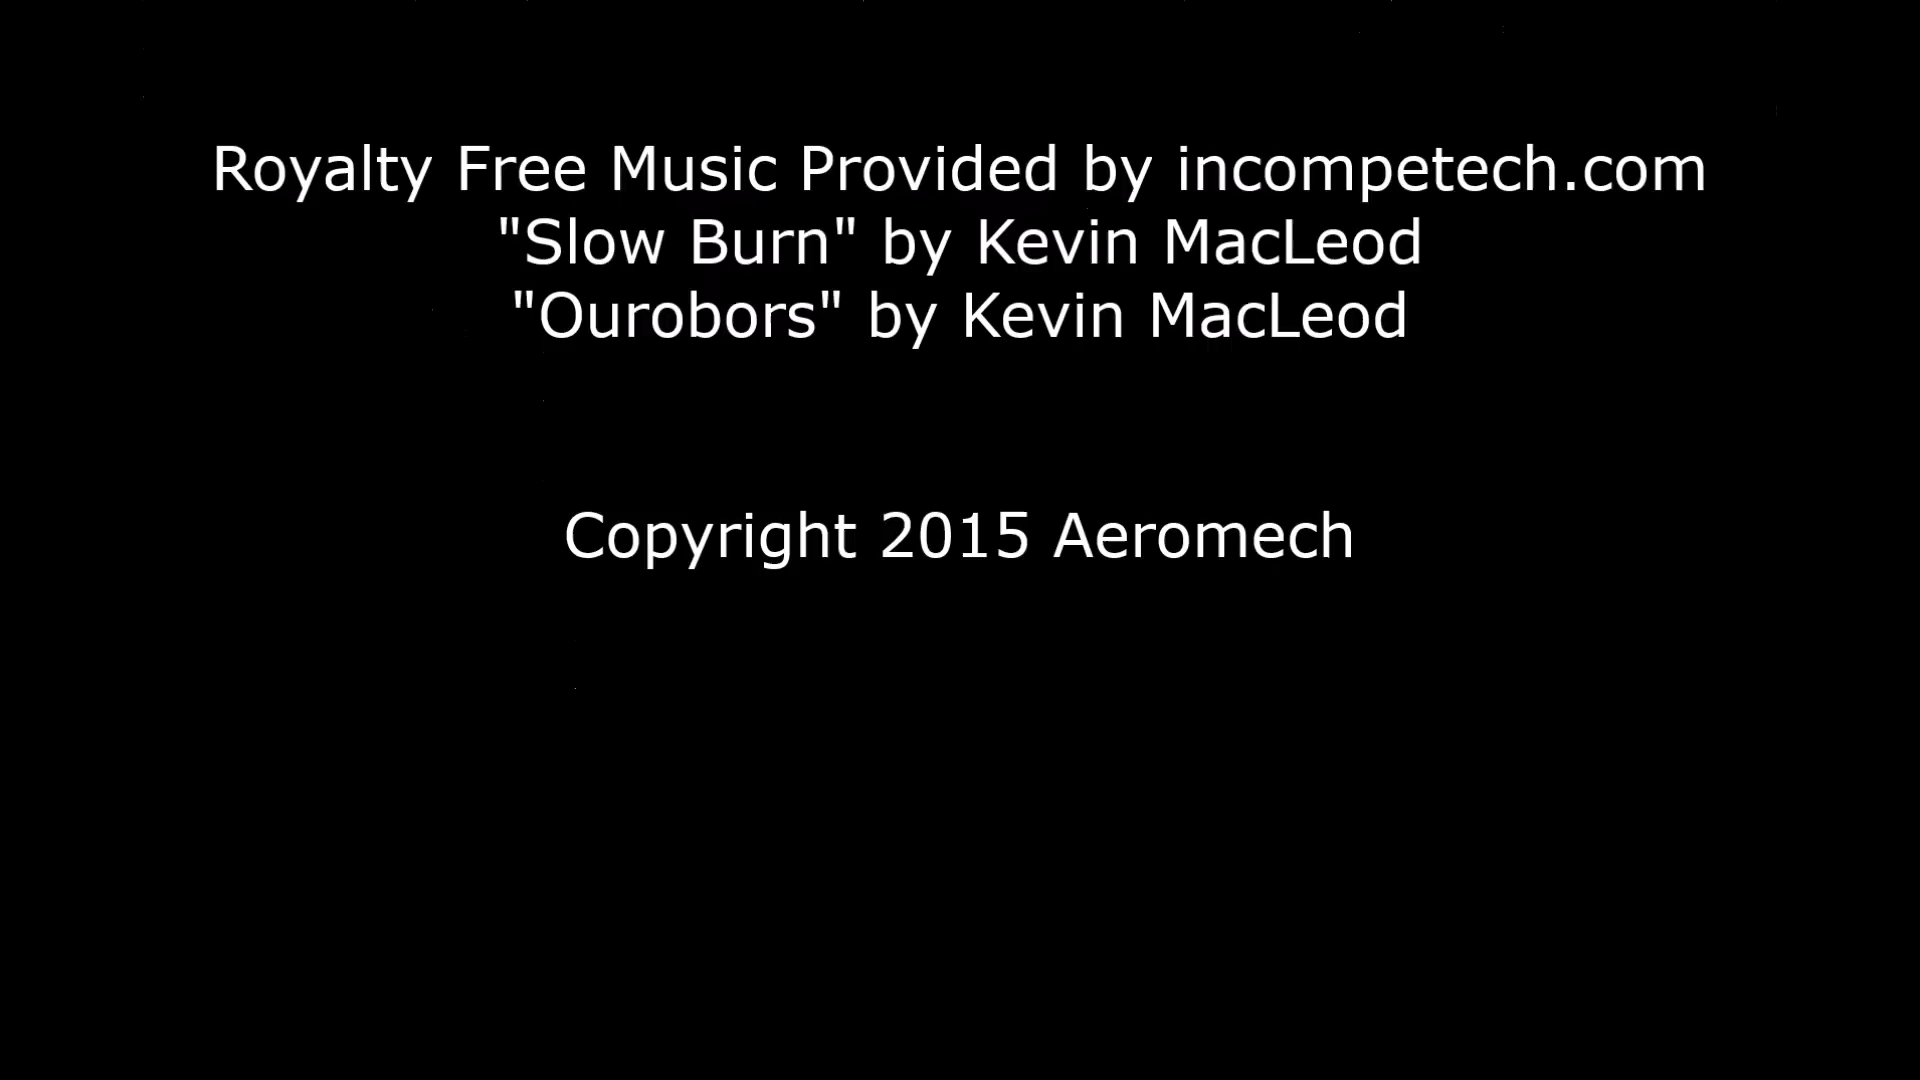 Royalty Free Music Provided by incompetech.com
"Slow Burn" by Kevin MacLeod
"Ourobors" by Kevin MacLeod
Copyright 2015 Aeromech